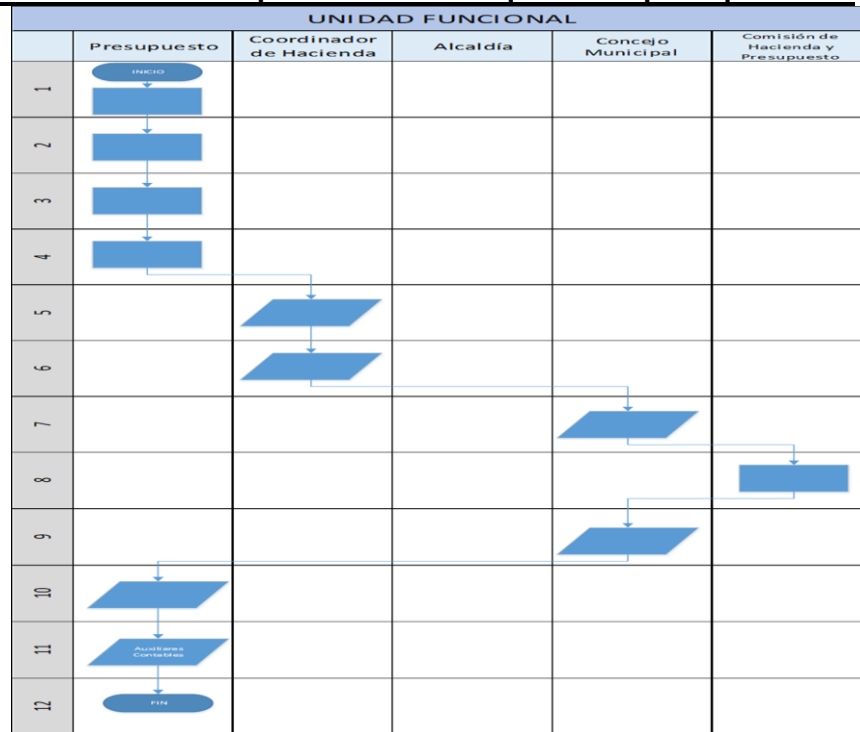 UNIDAD FUNCIONAL
Presupuesto
Coordinador
de Hacienda
Alcaldía
Concejo
Municipal
Comisión de
Hacienda y
Presupuesto
1
INICIO
2
3
4
5
6
7
8
9
10
11
Auxiliares
Contables
12
FIN